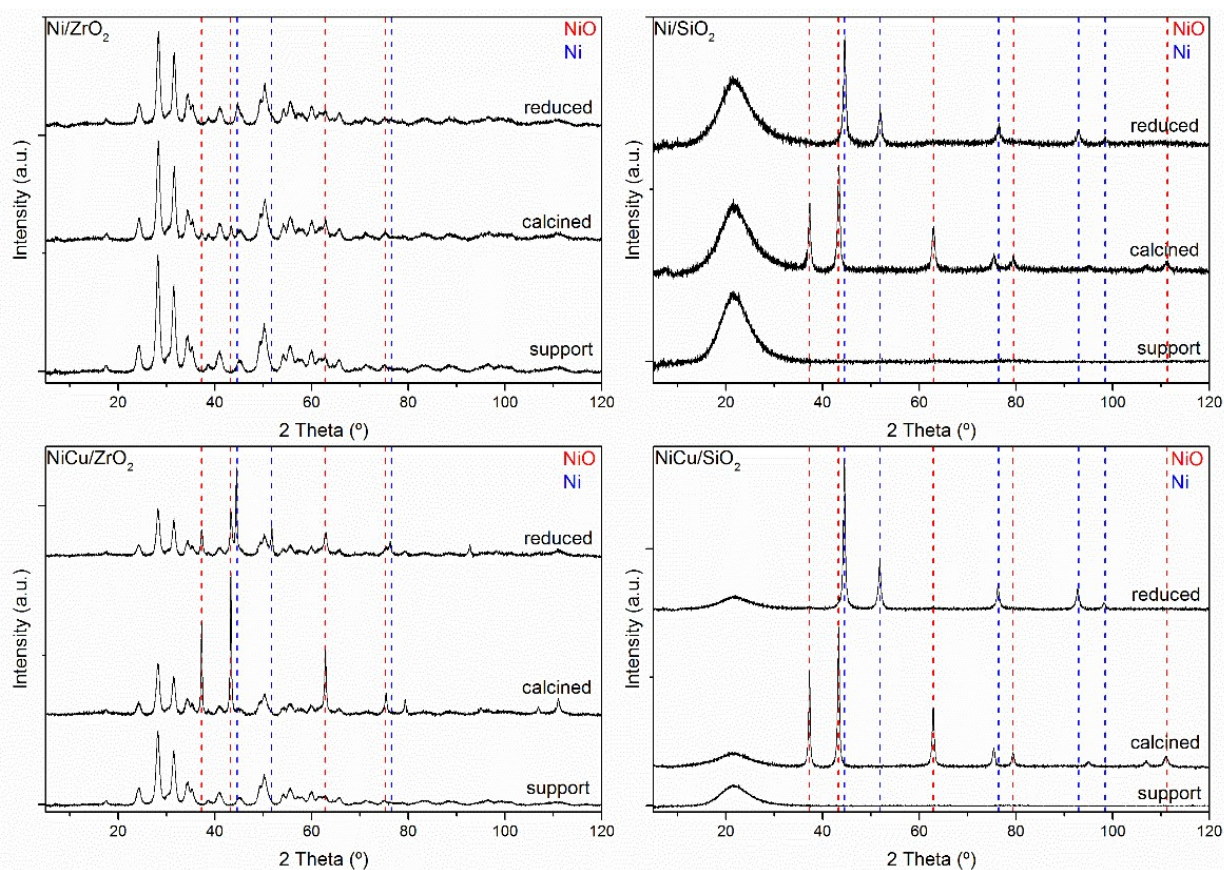 Ni/ZrO₂
NiO
Ni
reduced
calcined
support
Intensity (a.u.)
20 40 60 80 100 120
2 Theta (º)
Ni/SiO₂
NiO
Ni
reduced
calcined
support
Intensity (a.u.)
20 40 60 80 100 120
2 Theta (º)
NiCu/ZrO₂
NiO
Ni
reduced
calcined
support
Intensity (a.u.)
20 40 60 80 100 120
2 Theta (º)
NiCu/SiO₂
NiO
Ni
reduced
calcined
support
Intensity (a.u.)
20 40 60 80 100 120
2 Theta (º)